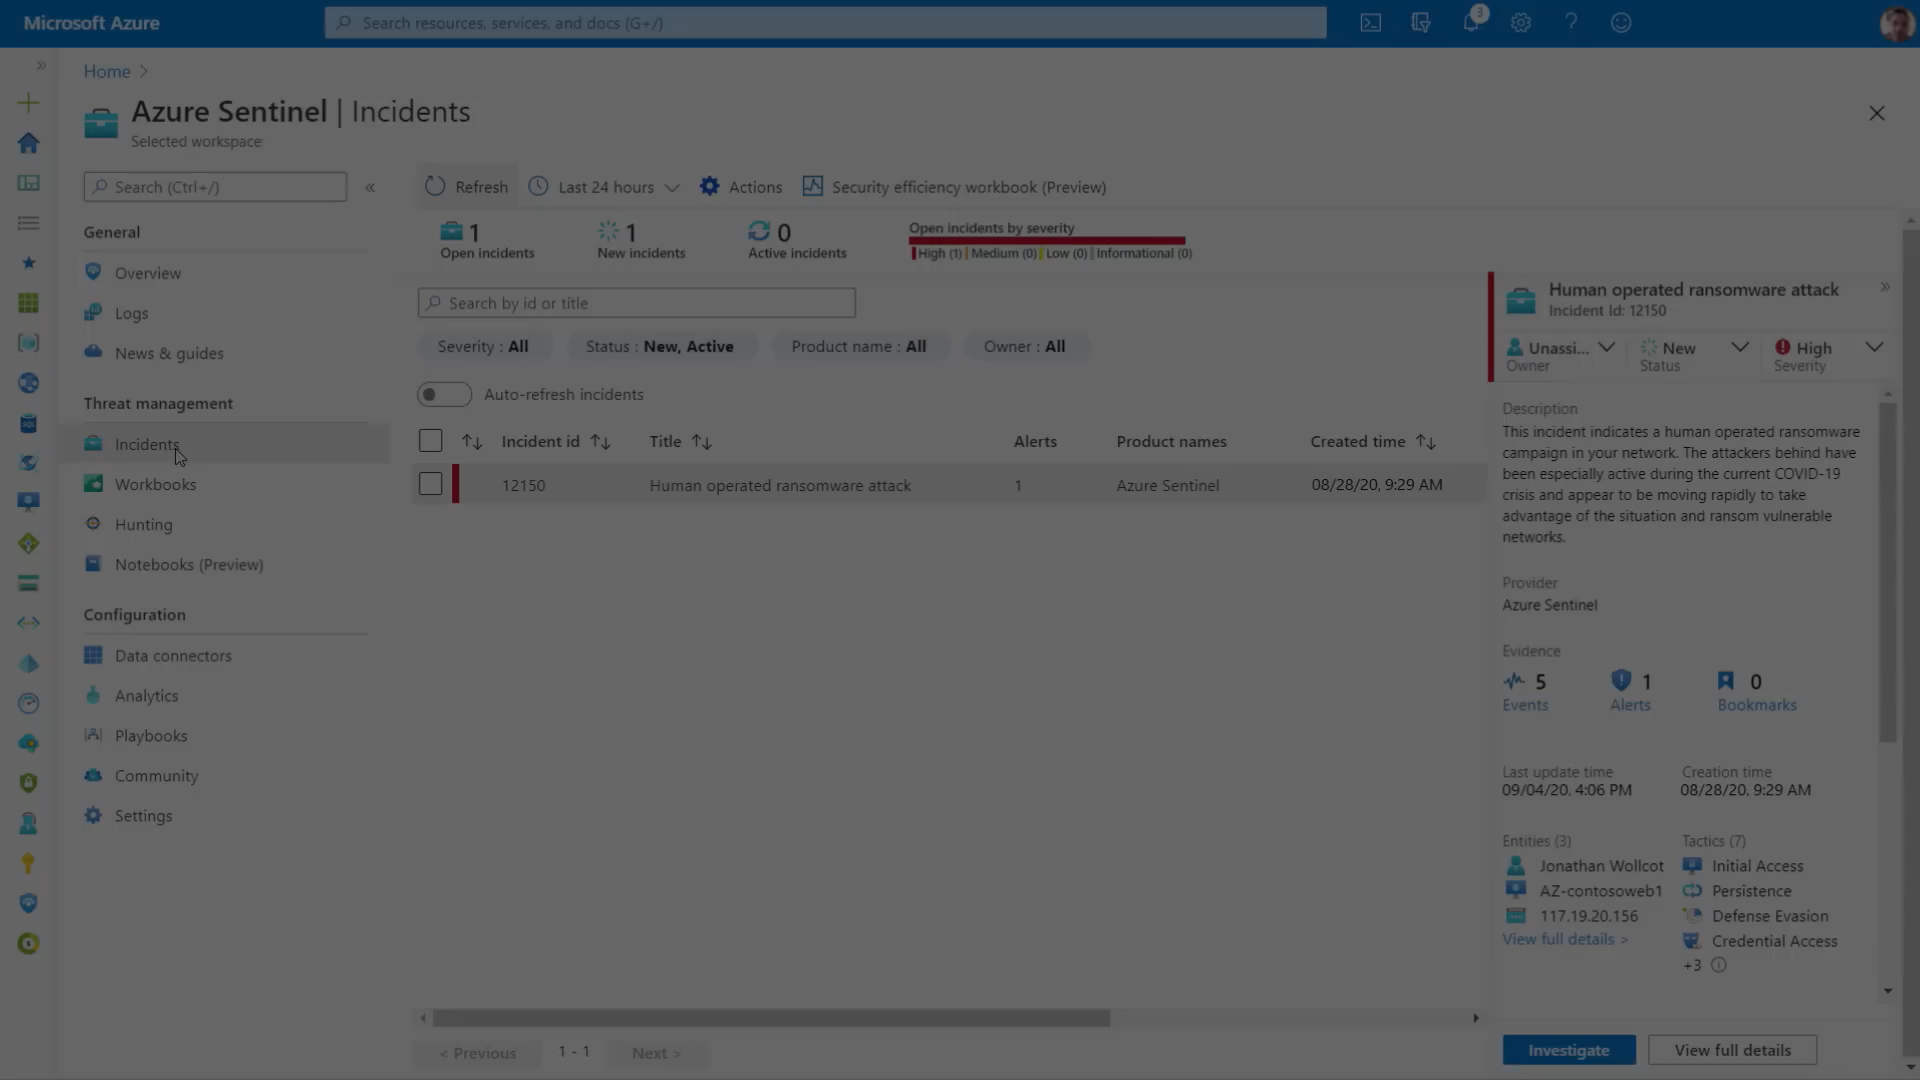 Microsoft Azure
Search resources, services, and docs (G+/)
3
Home >
Azure Sentinel | Incidents
Selected workspace
Search (Ctrl+/)
«
Refresh
Last 24 hours
Actions
Security efficiency workbook (Preview)
1
Open incidents
1
New incidents
0
Active incidents
Open incidents by severity
High (1) Medium (0) Low (0) Informational (0)
General
Overview
Logs
News & guides
Threat management
Incidents
Workbooks
Hunting
Notebooks (Preview)
Configuration
Data connectors
Analytics
Playbooks
Community
Settings
Search by id or title
Severity : All
Status : New, Active
Product name : All
Owner : All
Auto-refresh incidents
Incident id
Title
Alerts
Product names
Created time
12150
Human operated ransomware attack
1
Azure Sentinel
08/28/20, 9:29 AM
< Previous
1 - 1
Next >
Human operated ransomware attack
Incident Id: 12150
Unassi...
Owner
New
Status
High
Severity
Description
This incident indicates a human operated ransomware
campaign in your network. The attackers behind have
been especially active during the current COVID-19
crisis and appear to be moving rapidly to take
advantage of the situation and ransom vulnerable
networks.
Provider
Azure Sentinel
Evidence
5
Events
1
Alerts
0
Bookmarks
Last update time
09/04/20, 4:06 PM
Creation time
08/28/20, 9:29 AM
Entities (3)
Jonathan Wollcot
AZ-contosoweb1
117.19.20.156
View full details >
Tactics (7)
Initial Access
Persistence
Defense Evasion
Credential Access
+3
Investigate
View full details